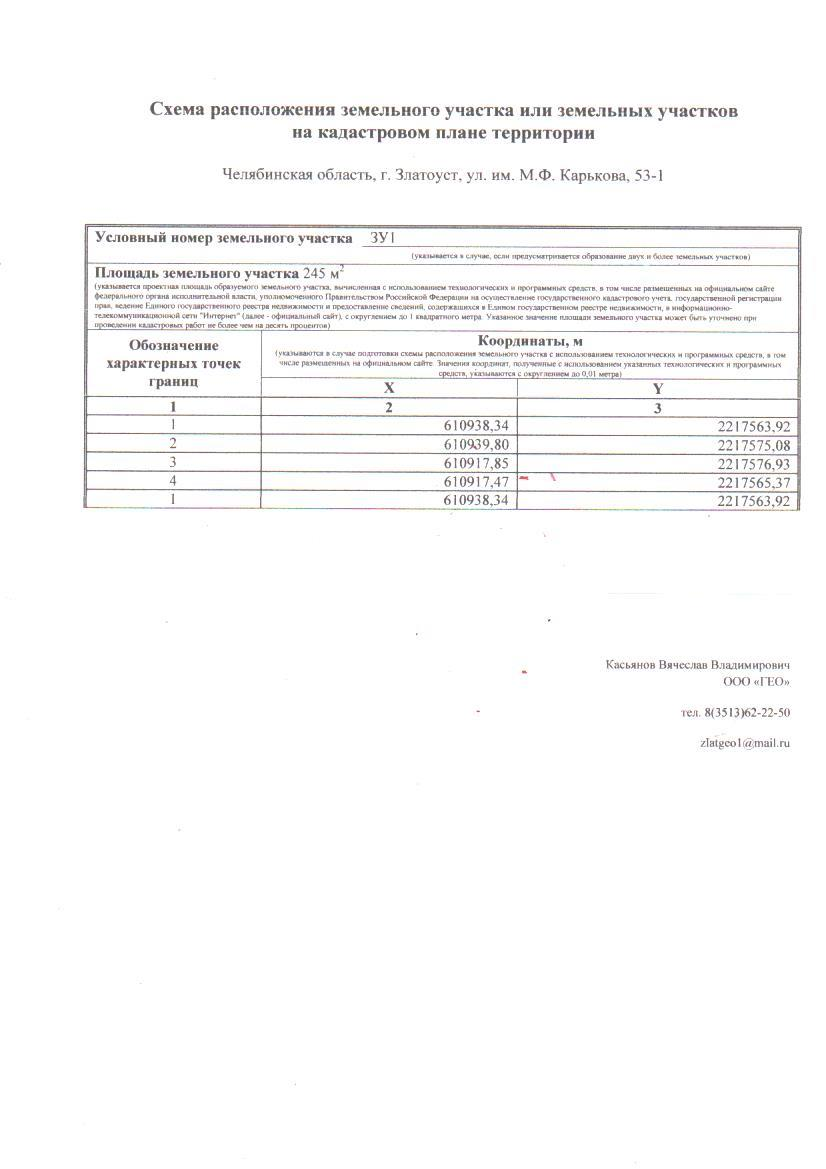 Схема расположения земельного участка или земельных участков
на кадастровом плане территории
Челябинская область, г. Златоуст, ул. им. М.Ф. Карькова, 53-1
Условный номер земельного участка ЗУ1
(указывается в случае, если предусматривается образование двух и более земельных участков)
Площадь земельного участка 245 м²
(указывается проектная площадь образуемого земельного участка, вычисленная с использованием технологических и программных средств, в том числе размещенных на официальном сайте
федерального органа исполнительной власти, уполномоченного Правительством Российской Федерации на осуществление государственного кадастрового учета, государственной регистрации
прав, ведение Единого государственного реестра недвижимости и предоставление сведений, содержащихся в Едином государственном реестре недвижимости, в информационно-
телекоммуникационной сети "Интернет" (далее - официальный сайт), с округлением до 1 квадратного метра. Указанное значение площади земельного участка может быть уточнено при
проведении кадастровых работ не более чем на десять процентов)
Обозначение
характерных точек
границ
Координаты, м
(указываются в случае подготовки схемы расположения земельного участка с использованием технологических и программных средств, в том
числе размещенных на официальном сайте. Значения координат, полученные с использованием указанных технологических и программных
средств, указываются с округлением до 0,01 метра)
X Y
1 2 3
1 610938,34 2217563,92
2 610939,80 2217575,08
3 610917,85 2217576,93
4 610917,47 2217565,37
1 610938,34 2217563,92
Касьянов Вячеслав Владимирович
ООО «ГЕО»
тел. 8(3513)62-22-50
zlatgeo1@mail.ru